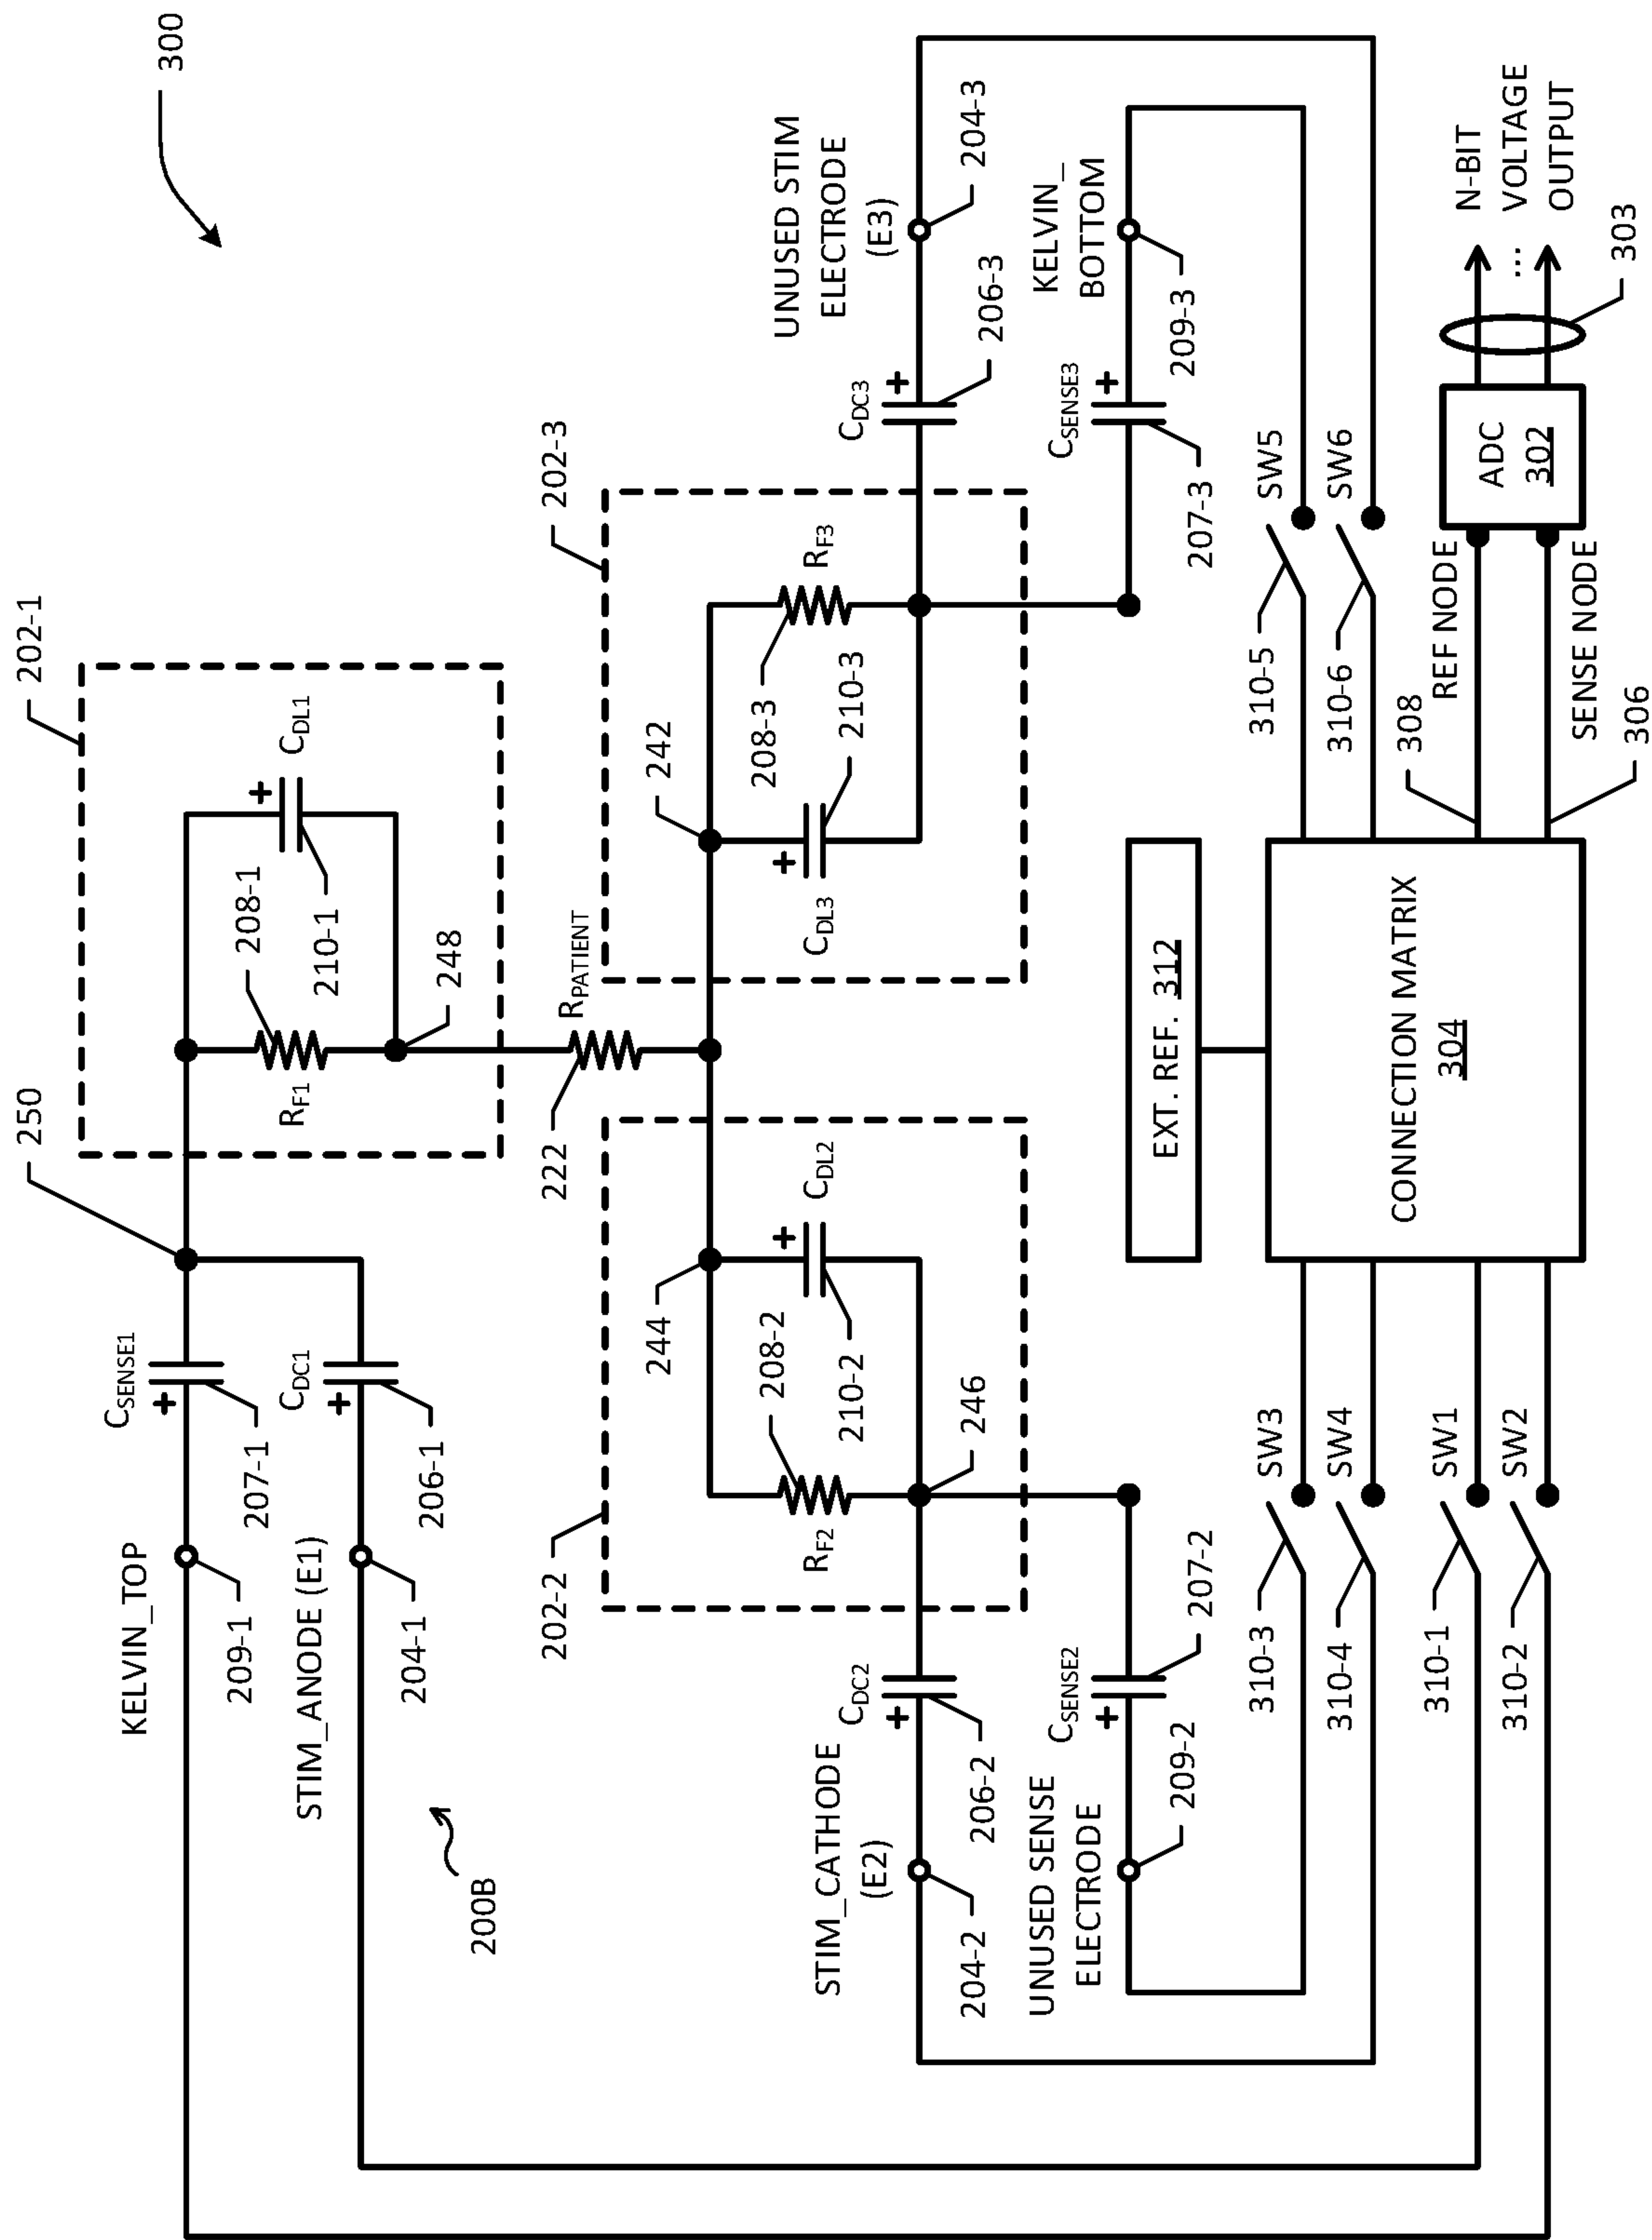 300
202-1
250
CSENSE1
207-1
KELVIN_TOP
209-1
CDC1
206-1
STIM_ANODE (E1)
204-1
200B
RF1
208-1
CDL1
210-1
248
RPATIENT
222
202-3
242
CDL3
210-3
RF3
208-3
CDC3
206-3
UNUSED STIM
ELECTRODE
(E3)
204-3
CSENSE3
207-3
KELVIN_
BOTTOM
209-3
202-2
244
CDL2
210-2
RF2
208-2
246
CDC2
206-2
STIM_CATHODE
(E2)
204-2
CSENSE2
207-2
UNUSED SENSE
ELECTRODE
209-2
SW3
310-3
SW4
310-4
SW1
310-1
SW2
310-2
EXT. REF. 312
CONNECTION MATRIX
304
SW5
310-5
SW6
310-6
308
REF NODE
SENSE NODE
306
ADC
302
303
N-BIT
VOLTAGE
OUTPUT
...